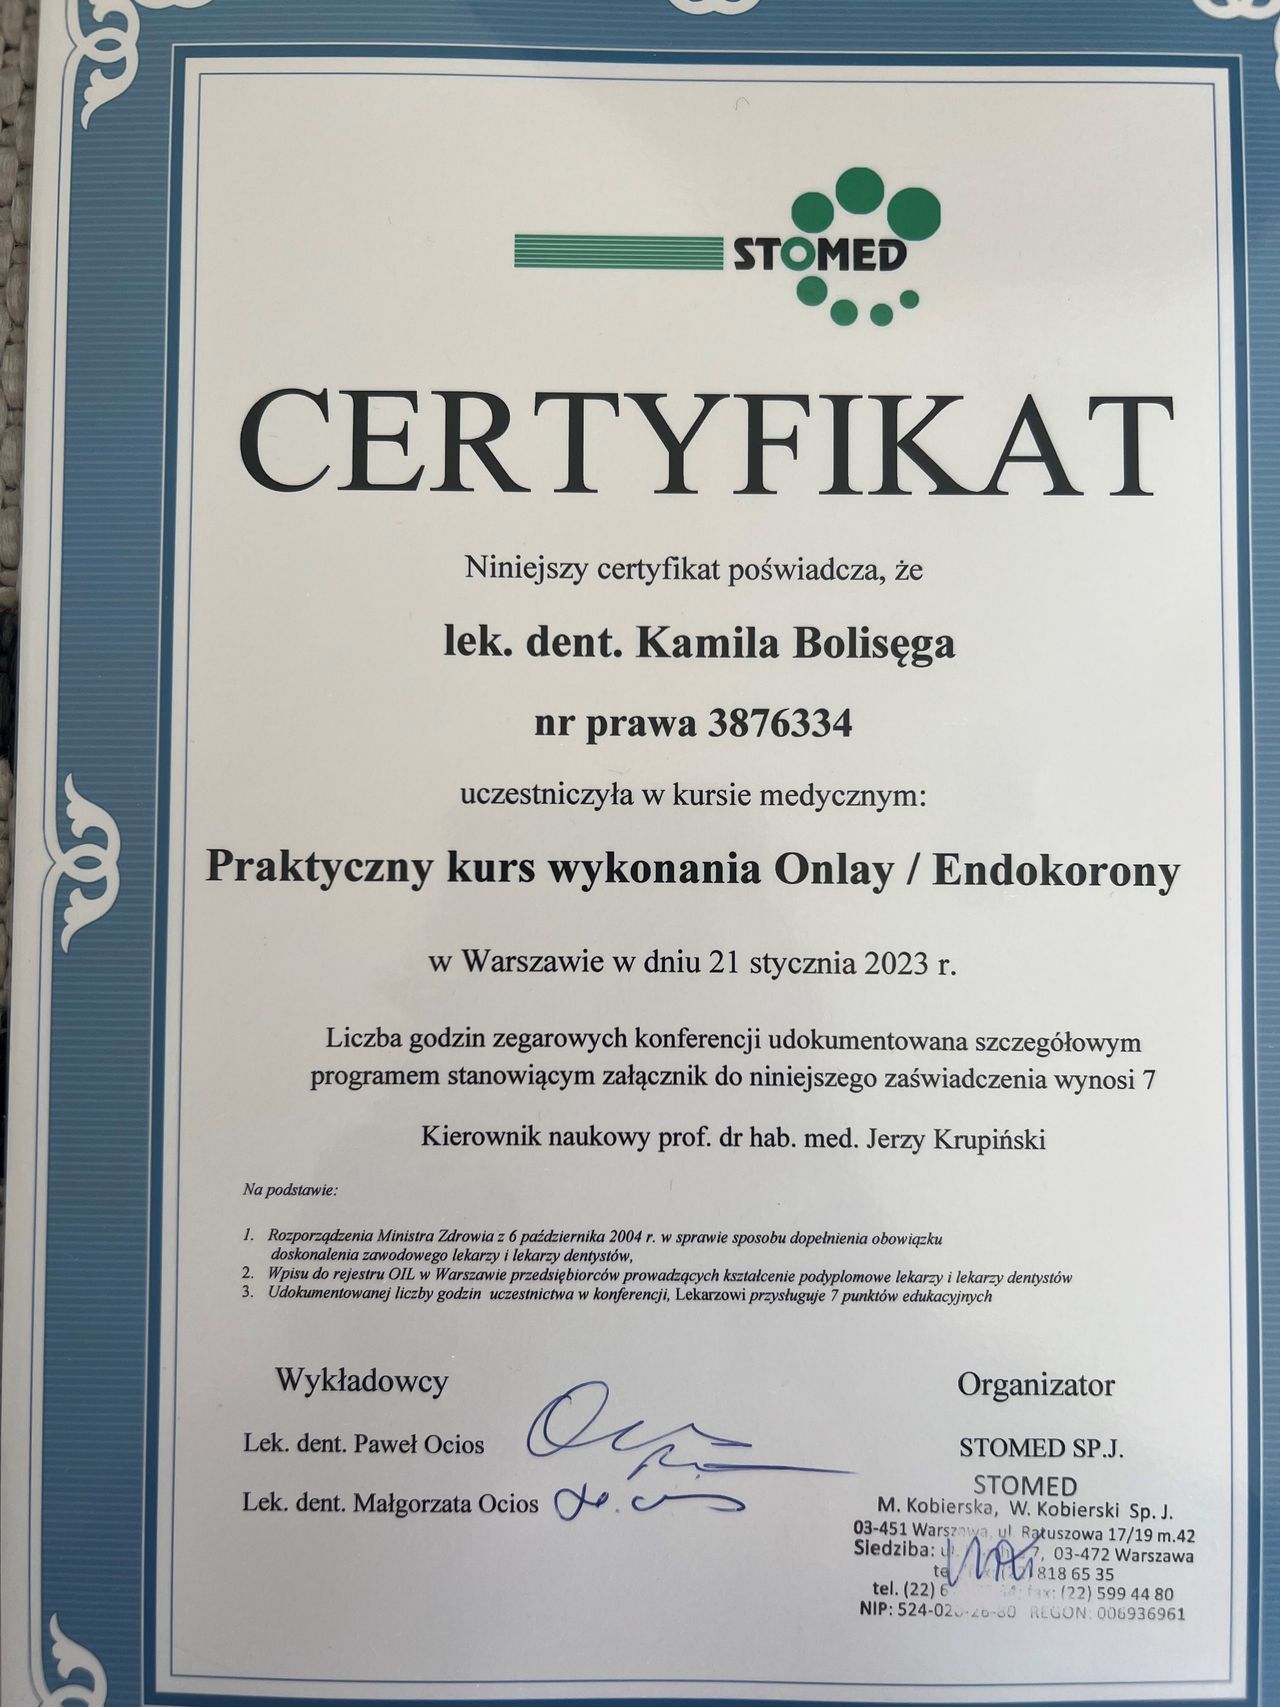 STOMED
CERTYFIKAT
Niniejszy certyfikat poświadcza, że
lek. dent. Kamila Bolisęga
nr prawa 3876334
uczestniczyła w kursie medycznym:
Praktyczny kurs wykonania Onlay / Endokorony
w Warszawie w dniu 21 stycznia 2023 r.
Liczba godzin zegarowych konferencji udokumentowana szczegółowym
programem stanowiącym załącznik do niniejszego zaświadczenia wynosi 7
Kierownik naukowy prof. dr hab. med. Jerzy Krupiński
Na podstawie:
1. Rozporządzenia Ministra Zdrowia z 6 października 2004 r. w sprawie sposobu dopełnienia obowiązku
doskonalenia zawodowego lekarzy i lekarzy dentystów,
2. Wpisu do rejestru OIL w Warszawie przedsiębiorców prowadzących kształcenie podyplomowe lekarzy i lekarzy dentystów
3. Udokumentowanej liczby godzin uczestnictwa w konferencji, Lekarzowi przysługuje 7 punktów edukacyjnych
Wykładowcy
Organizator
Lek. dent. Paweł Ocios
STOMED SP.J.
Lek. dent. Małgorzata Ocios
STOMED
M. Kobierska, W. Kobierski Sp. J.
03-451 Warszawa, ul. Ratuszowa 17/19 m.42
Siedziba: 03-472 Warszawa
818 65 35
tel. (22) fax: (22) 599 44 80
NIP: REGON: 006936961